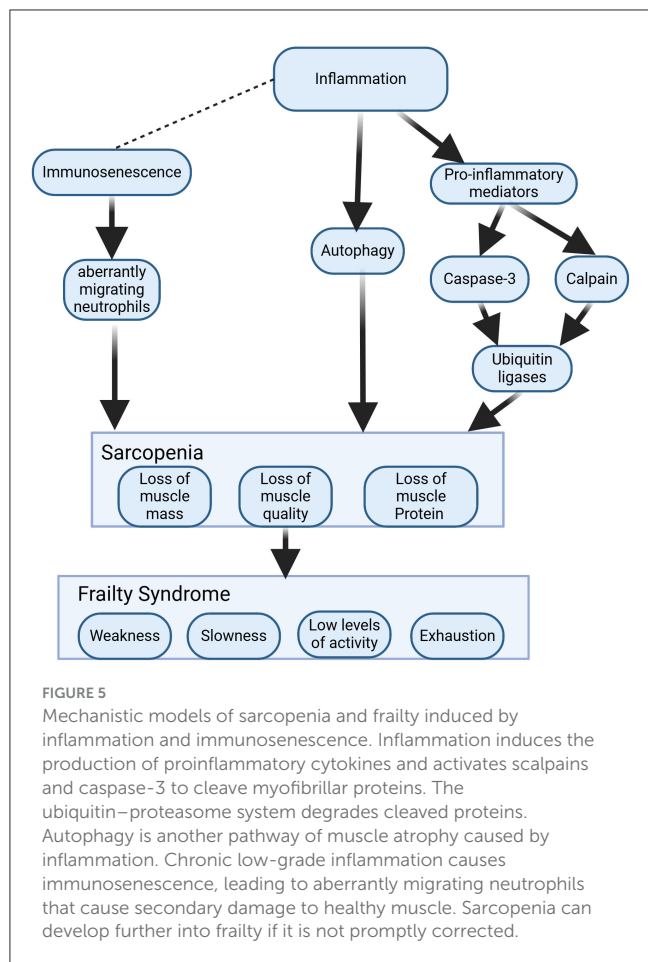 Inflammation
Immunosenescence
Pro-inflammatory
mediators
aberrantly
migrating
neutrophils
Autophagy
Caspase-3
Calpain
Ubiquitin
ligases
Sarcopenia
Loss of
muscle
mass
Loss of
muscle
quality
Loss of
muscle
Protein
Frailty Syndrome
Weakness
Slowness
Low levels
of activity
Exhaustion
FIGURE 5
Mechanistic models of sarcopenia and frailty induced by
inflammation and immunosenescence. Inflammation induces the
production of proinflammatory cytokines and activates scalpains
and caspase-3 to cleave myofibrillar proteins. The
ubiquitin–proteasome system degrades cleaved proteins.
Autophagy is another pathway of muscle atrophy caused by
inflammation. Chronic low-grade inflammation causes
immunosenescence, leading to aberrantly migrating neutrophils
that cause secondary damage to healthy muscle. Sarcopenia can
develop further into frailty if it is not promptly corrected.